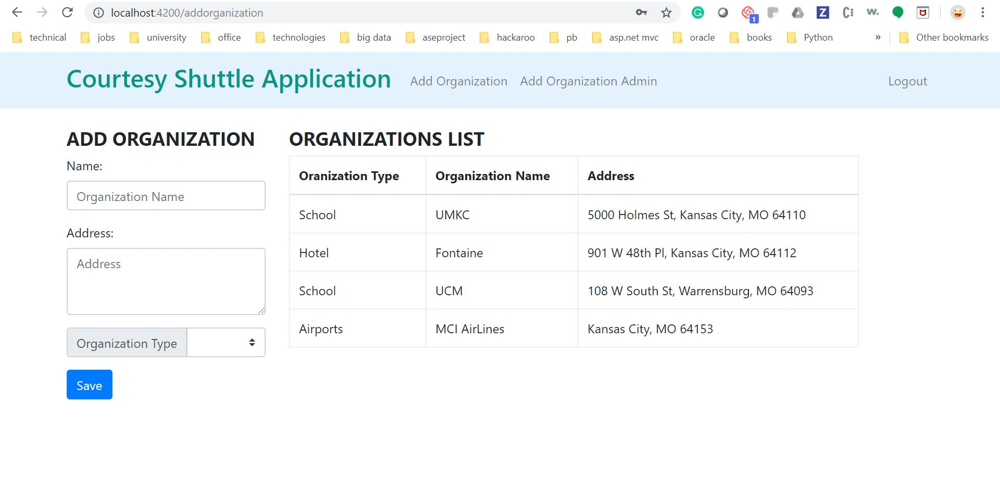 localhost:4200/addorganization
1
technical jobs university office technologies big data aseproject hackaroo pb asp.net mvc oracle books Python » Other bookmarks
Courtesy Shuttle Application Add Organization Add Organization Admin Logout
ADD ORGANIZATION
Name:
Organization Name
Address:
Address
Organization Type
Save
ORGANIZATIONS LIST
Oranization Type Organization Name Address
School UMKC 5000 Holmes St, Kansas City, MO 64110
Hotel Fontaine 901 W 48th Pl, Kansas City, MO 64112
School UCM 108 W South St, Warrensburg, MO 64093
Airports MCI AirLines Kansas City, MO 64153